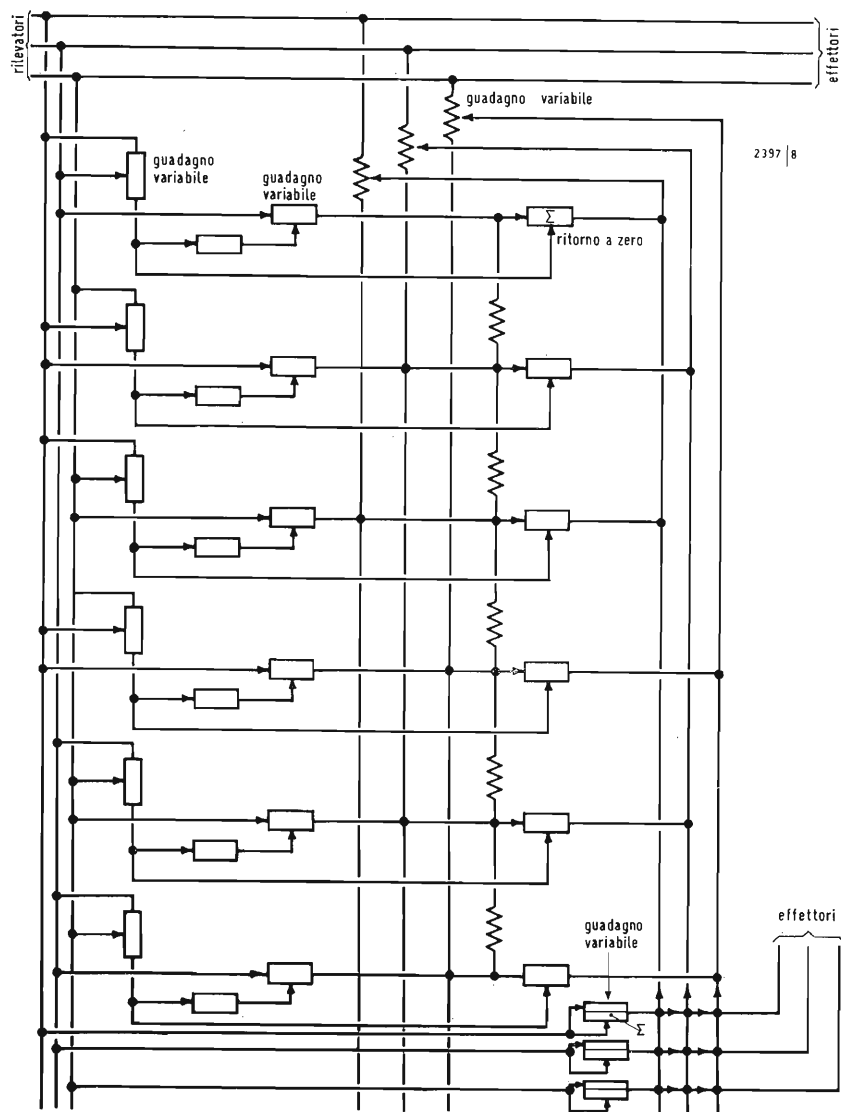 rilevatori
effettori
guadagno variabile
2397 | 8
guadagno
variabile
guadagno
variabile
Σ
ritorno a zero
effettori
guadagno
variabile
Σ